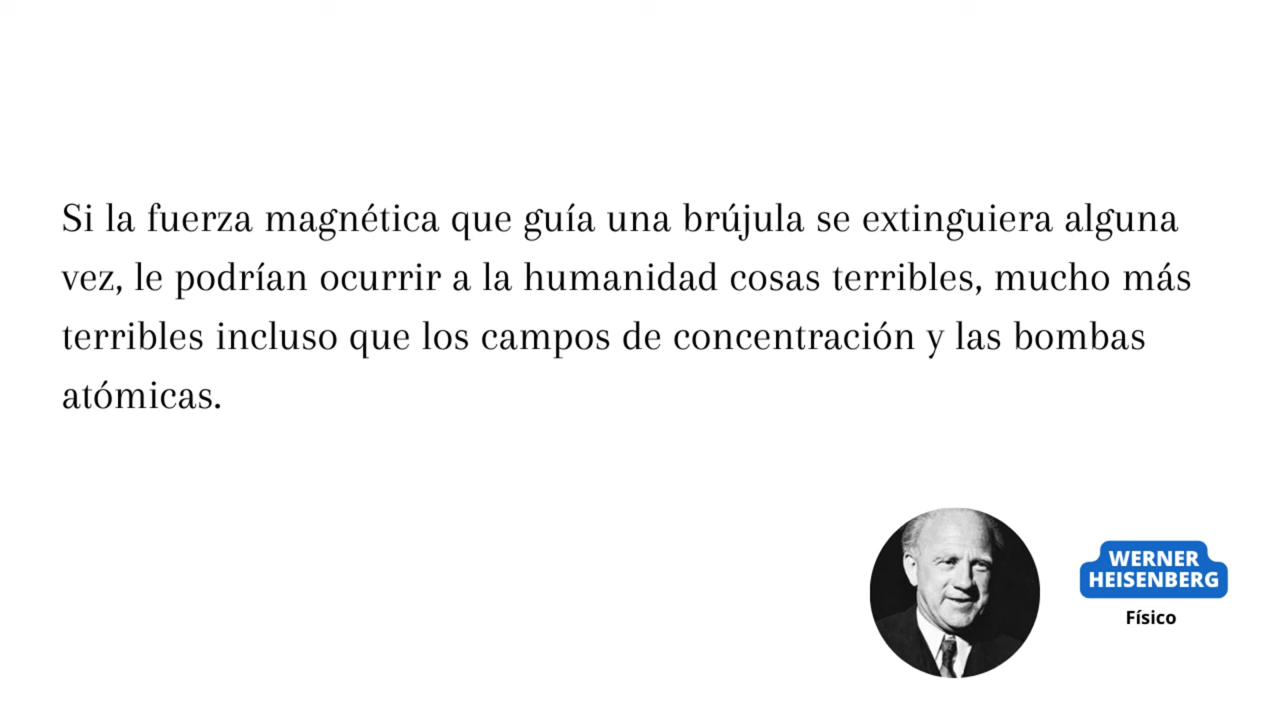 Si la fuerza magnética que guía una brújula se extinguiera alguna
vez, le podrían ocurrir a la humanidad cosas terribles, mucho más
terribles incluso que los campos de concentración y las bombas
atómicas.
WERNER
HEISENBERG
Físico